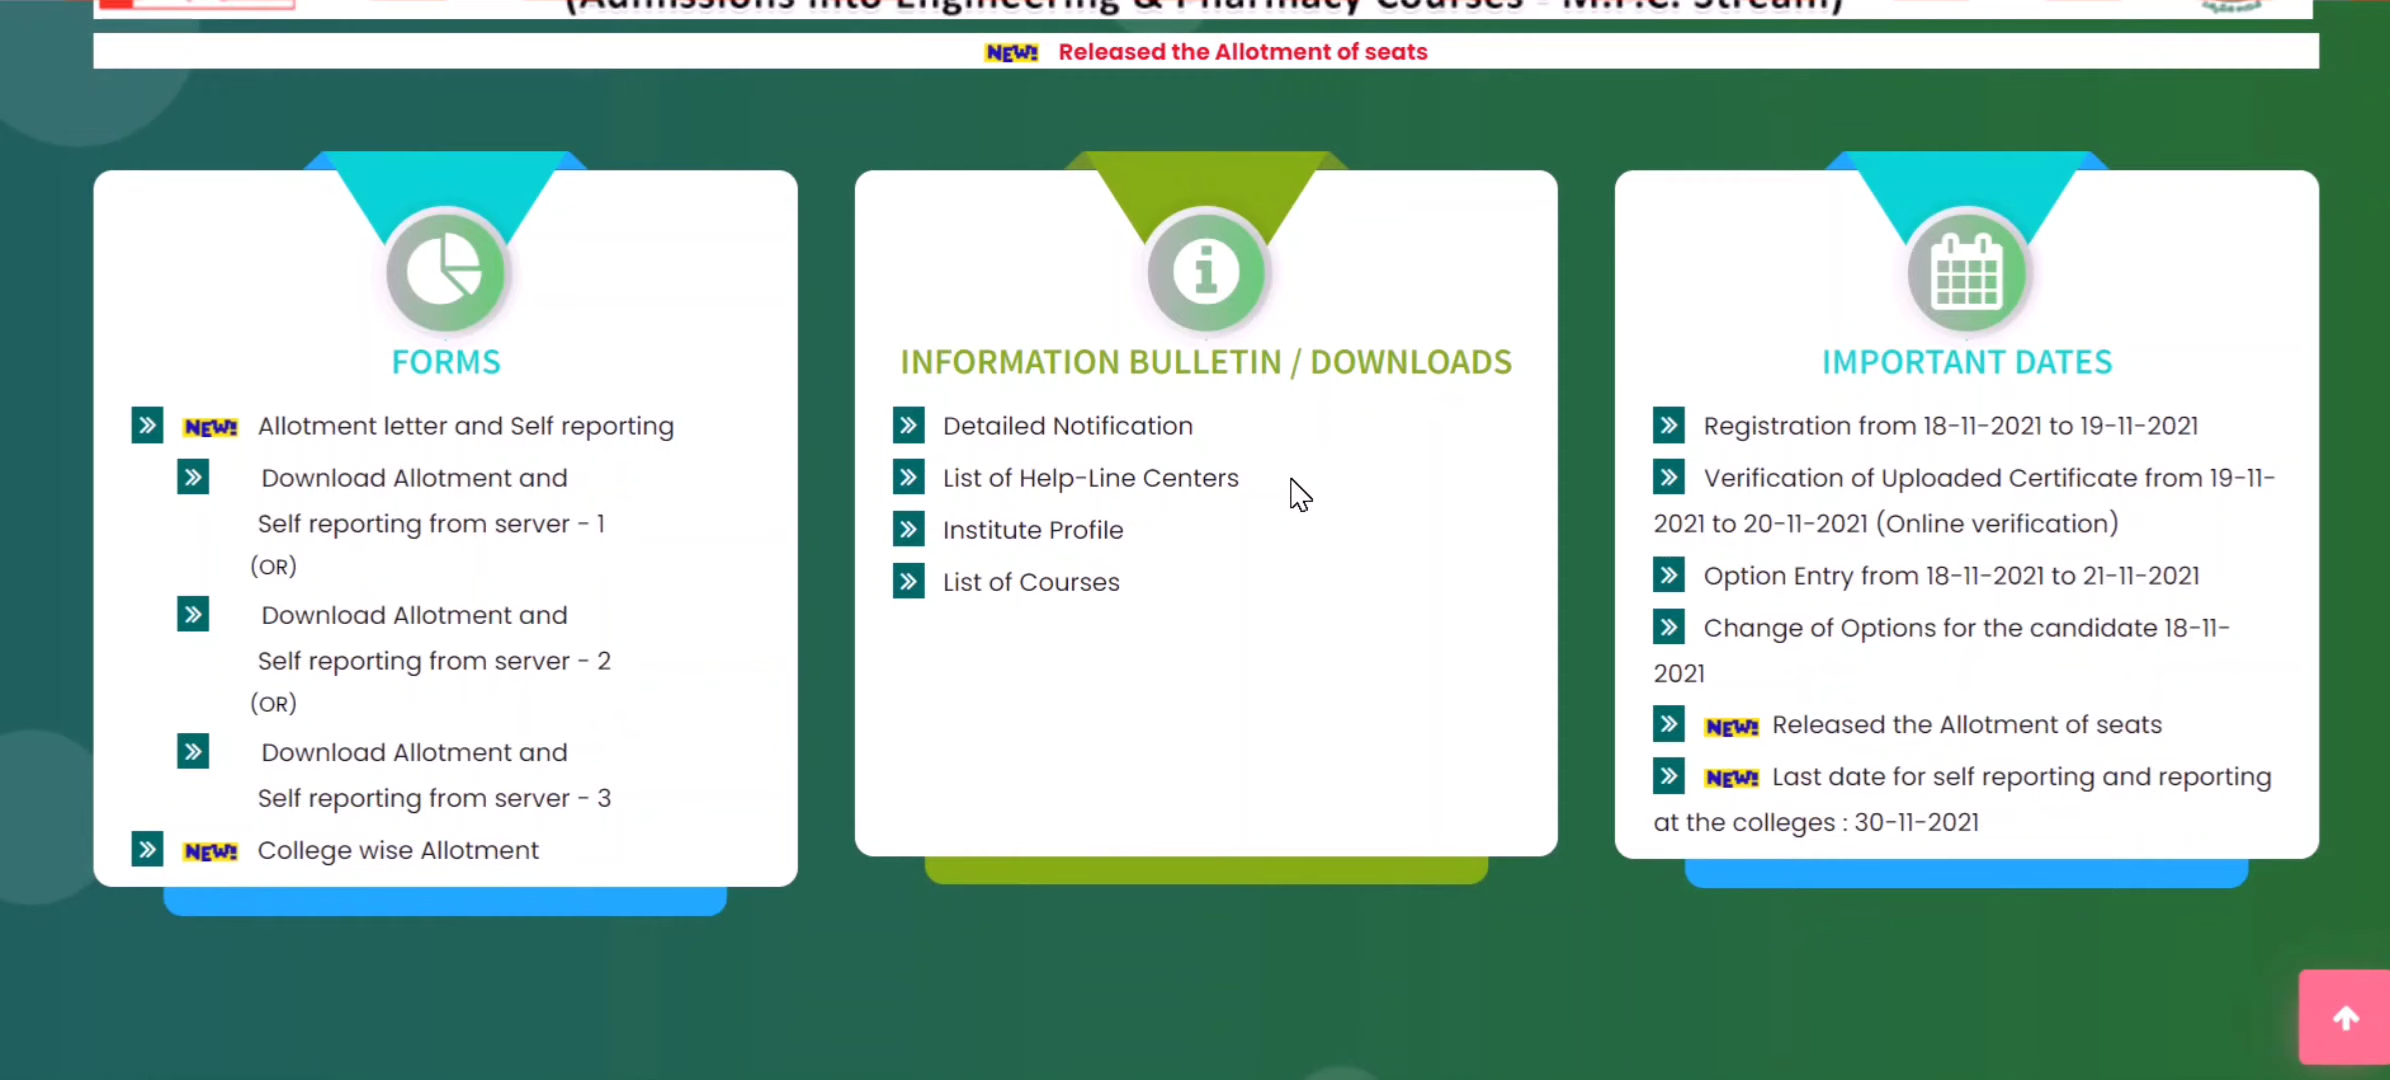 (Admissions into Engineering & Pharmacy Courses - M.P.C. Stream)
NEW! Released the Allotment of seats
FORMS
NEW! Allotment letter and Self reporting
Download Allotment and
Self reporting from server - 1
(OR)
Download Allotment and
Self reporting from server - 2
(OR)
Download Allotment and
Self reporting from server - 3
NEW! College wise Allotment
INFORMATION BULLETIN / DOWNLOADS
Detailed Notification
List of Help-Line Centers
Institute Profile
List of Courses
IMPORTANT DATES
Registration from 18-11-2021 to 19-11-2021
Verification of Uploaded Certificate from 19-11-
2021 to 20-11-2021 (Online verification)
Option Entry from 18-11-2021 to 21-11-2021
Change of Options for the candidate 18-11-
2021
NEW! Released the Allotment of seats
NEW! Last date for self reporting and reporting
at the colleges : 30-11-2021